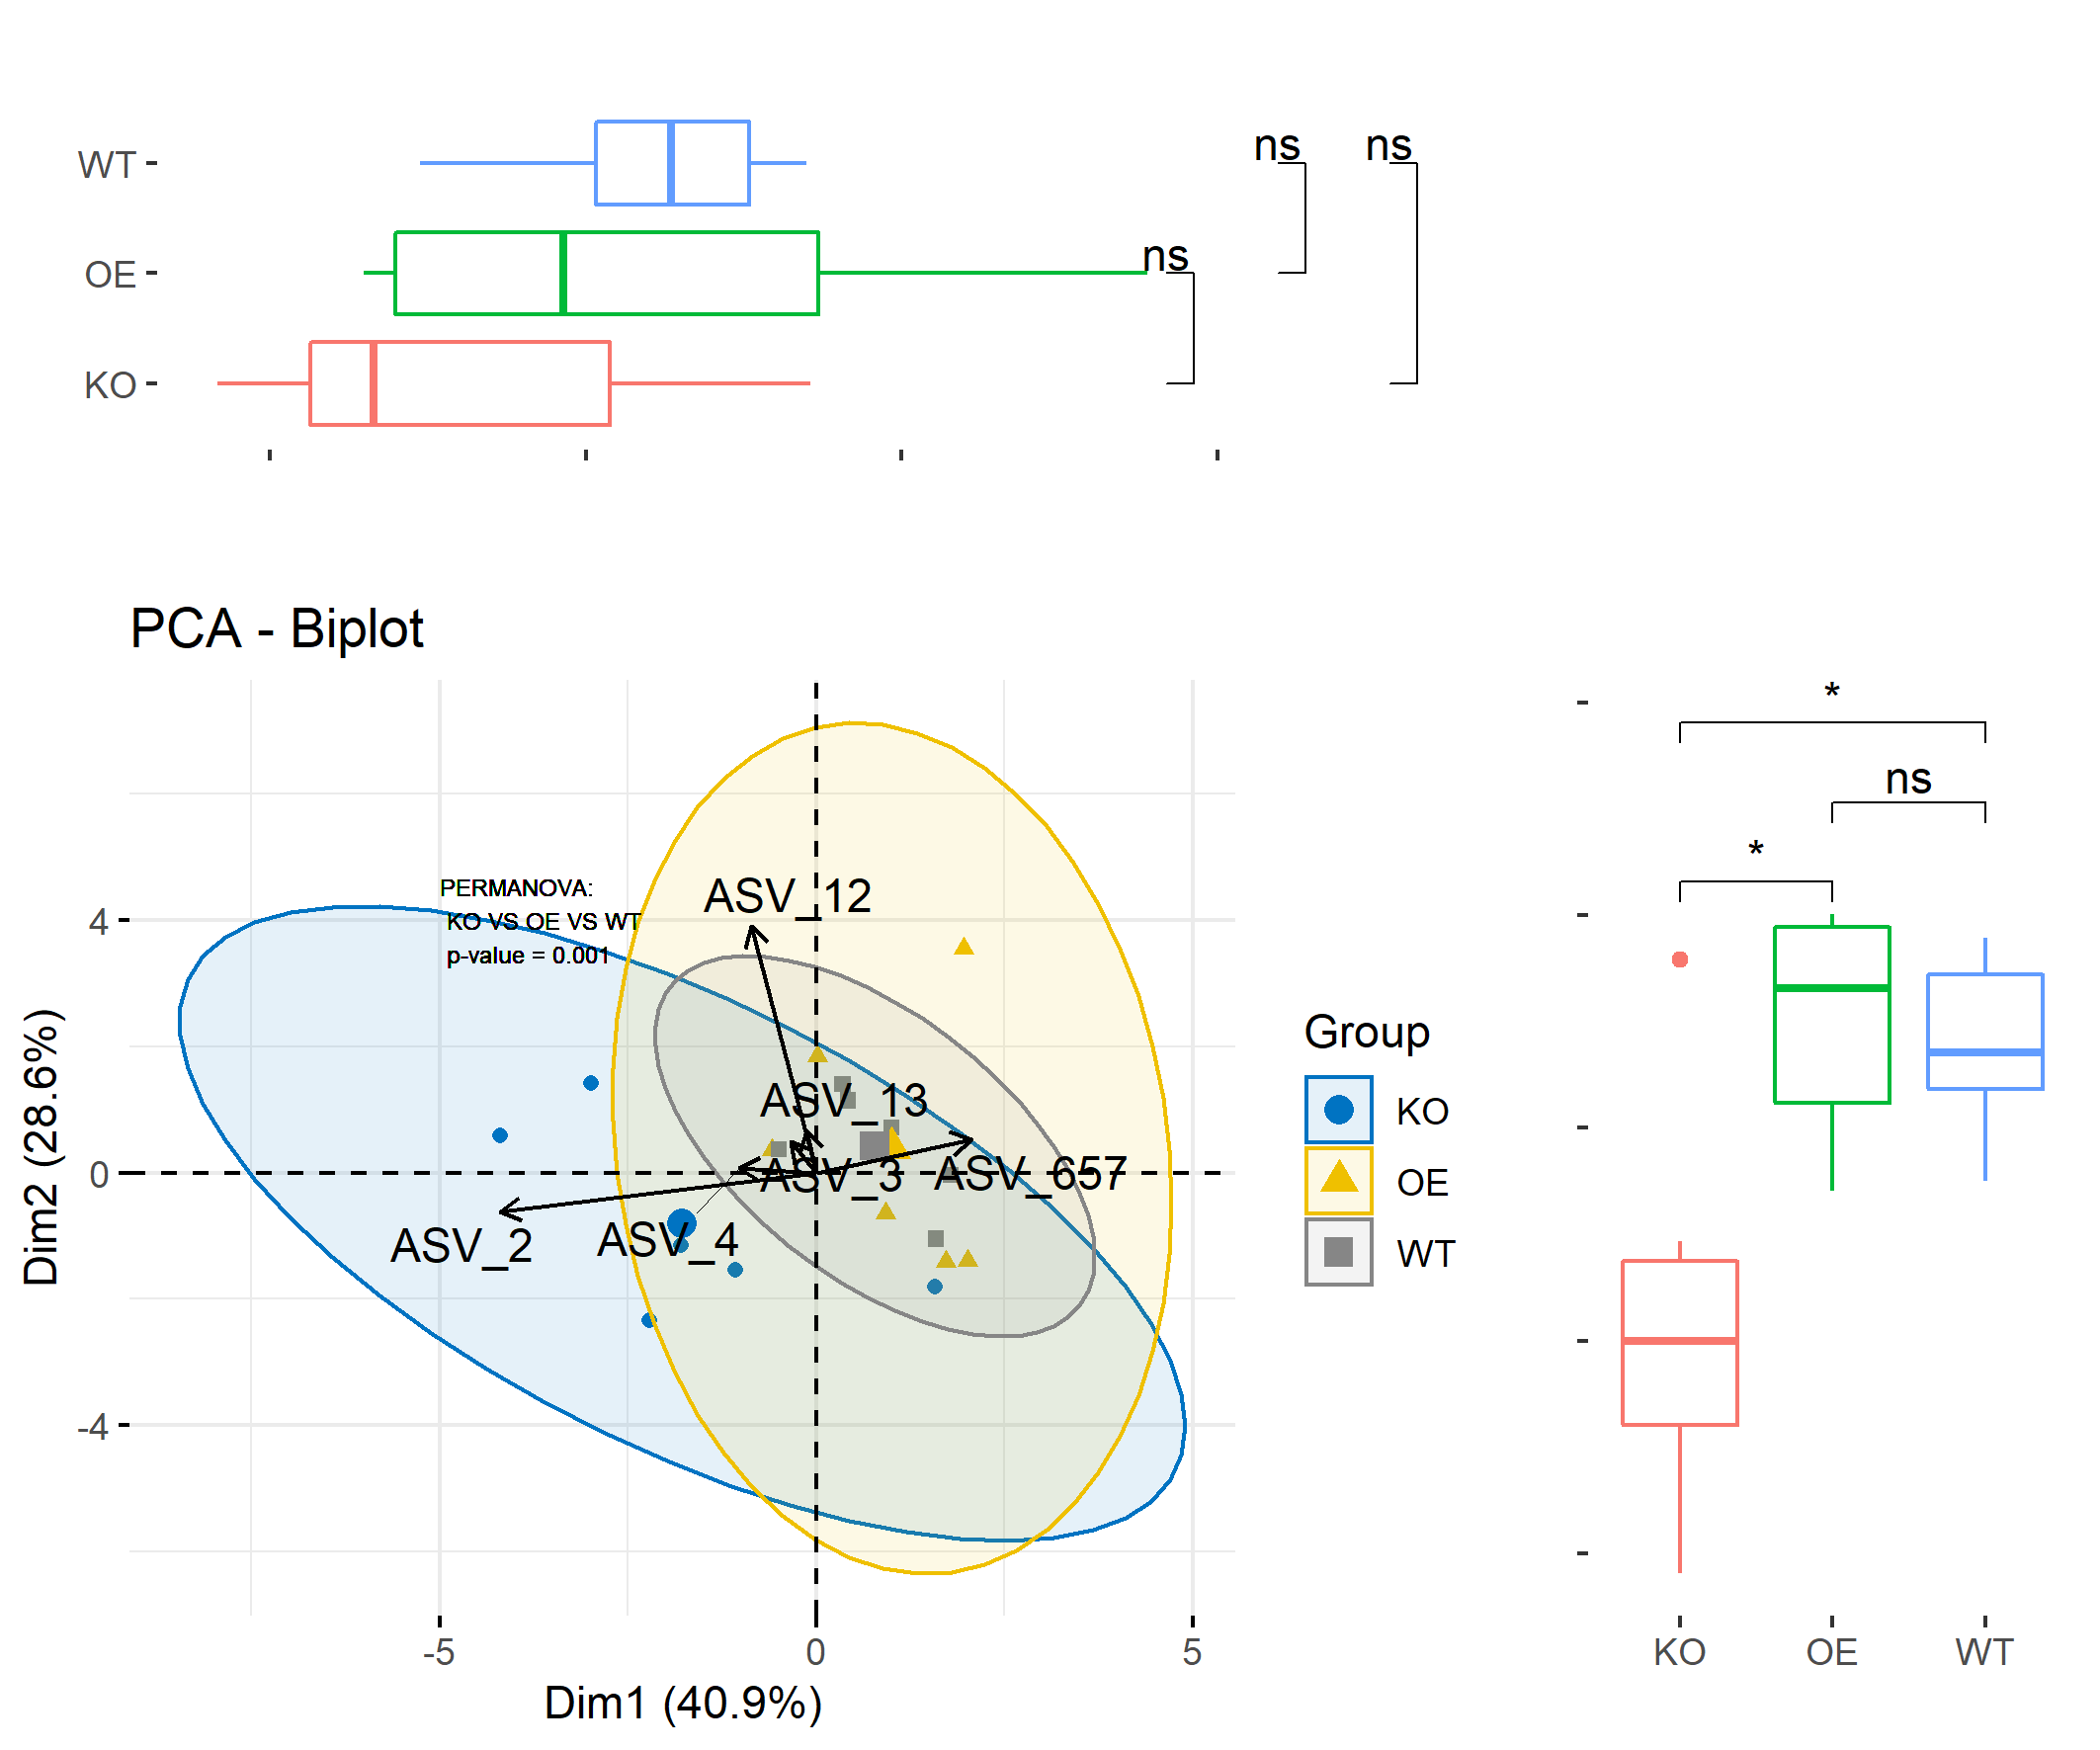 WT
ns
ns
OE
ns
KO
PCA - Biplot
*
ns
*
PERMANOVA:
KO VS OE VS WT
p-value = 0.001
ASV_12
ASV_13
ASV_3
ASV_657
ASV_2
ASV_4
4
0
-4
Dim2 (28.6%)
-5
0
5
Dim1 (40.9%)
Group
KO
OE
WT
KO
OE
WT